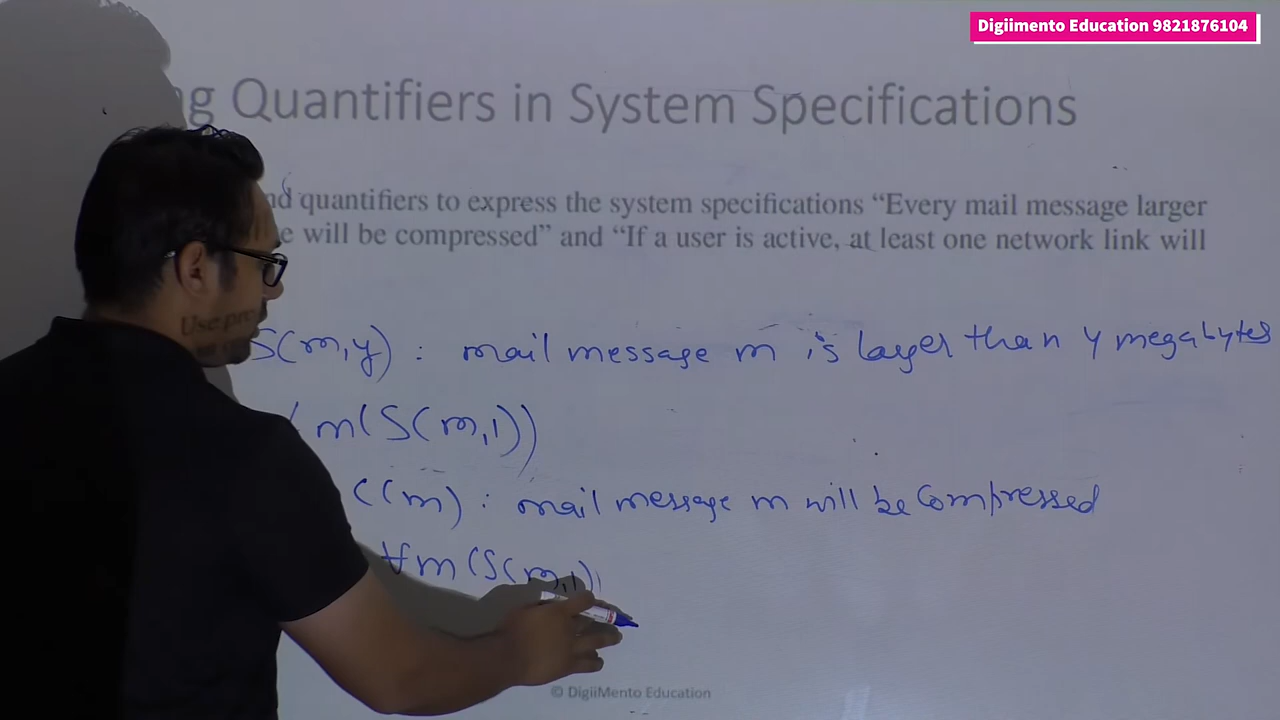 Digiimento Education 9821876104
g Quantifiers in System Specifications
nd quantifiers to express the system specifications “Every mail message larger
e will be compressed” and “If a user is active, at least one network link will
Use pre
S(m,y) : mail message m is larger than y megabytes
m(S(m,1))
C(m) : mail message m will be compressed
∀m(S(m,1)
© DigiiMento Education